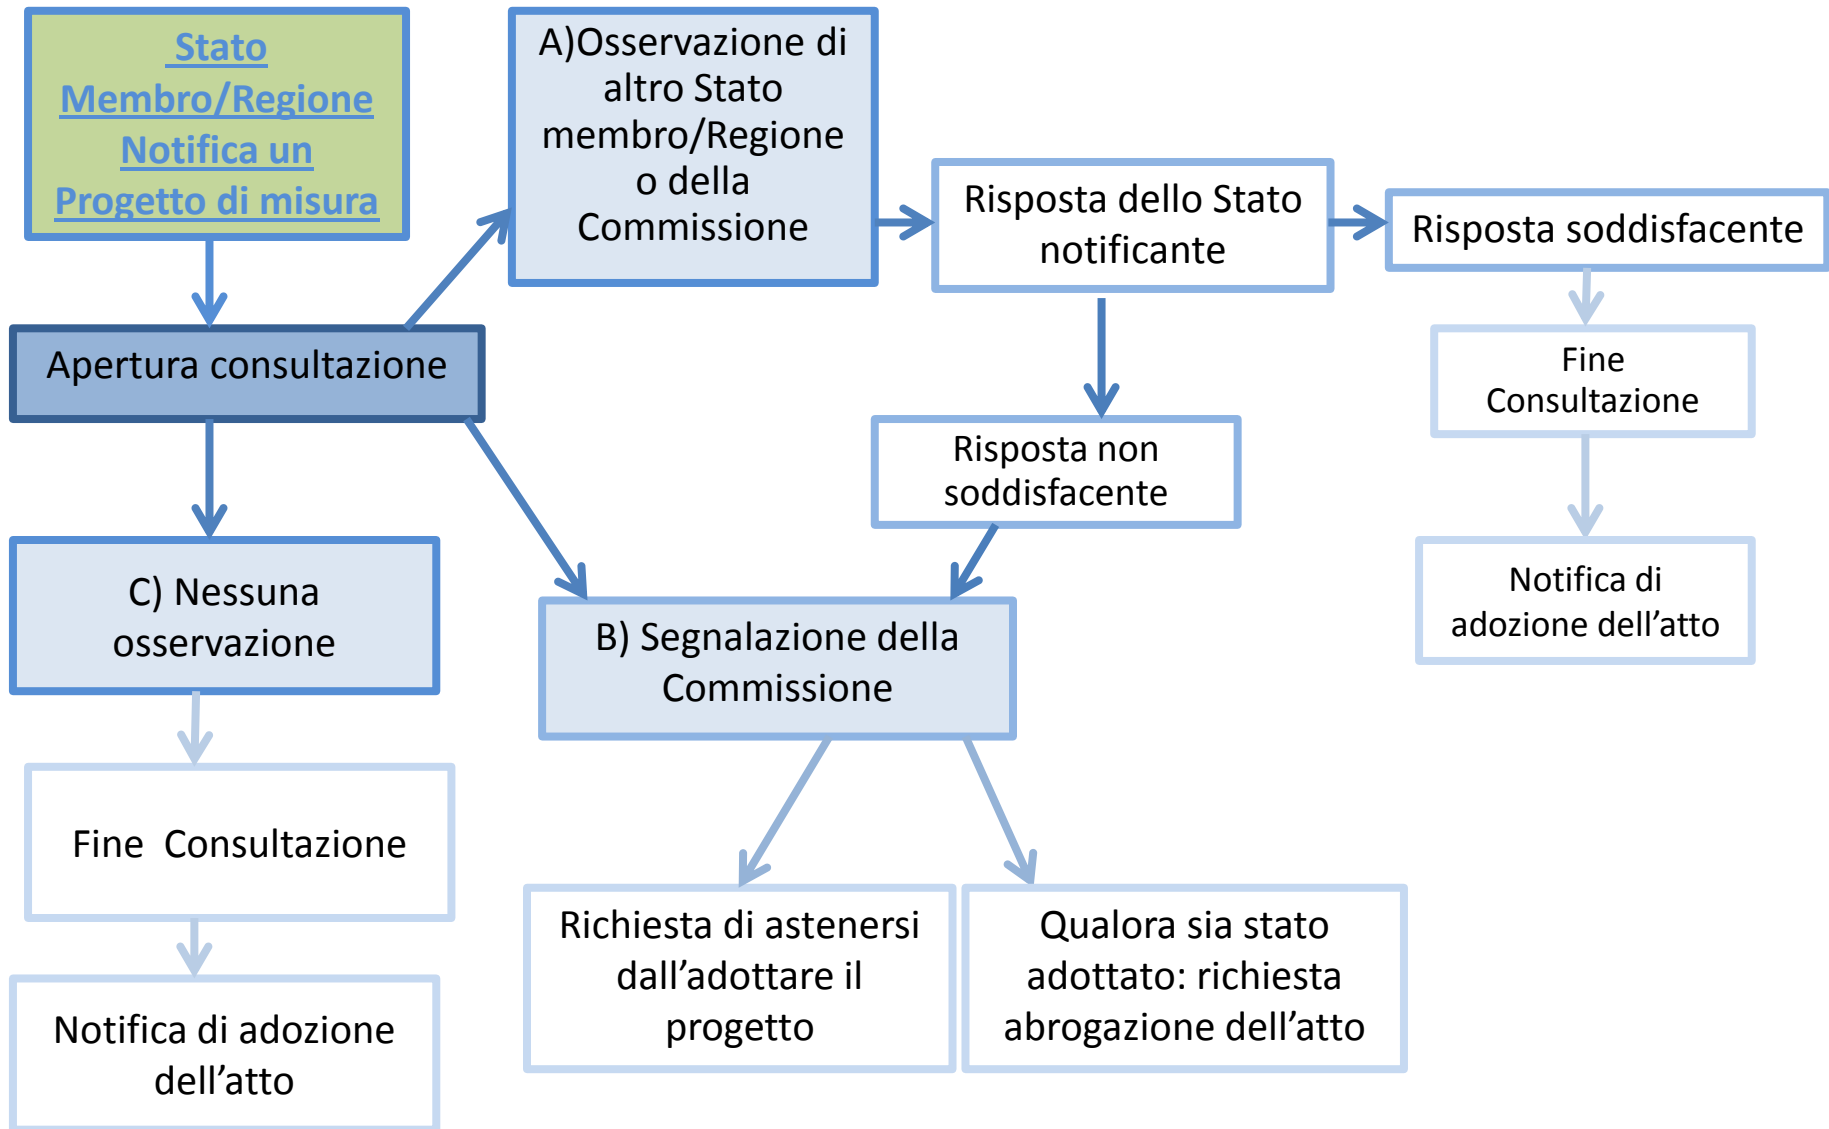 Stato
Membro/Regione
Notifica un
Progetto di misura
A)Osservazione di
altro Stato
membro/Regione
o della
Commissione
Risposta dello Stato
notificante
Risposta soddisfacente
Apertura consultazione
Fine
Consultazione
Risposta non
soddisfacente
C) Nessuna
osservazione
Notifica di
adozione dell’atto
B) Segnalazione della
Commissione
Fine  Consultazione
Richiesta di astenersi
dall’adottare il
progetto
Qualora sia stato
adottato: richiesta
abrogazione dell’atto
Notifica di adozione
dell’atto